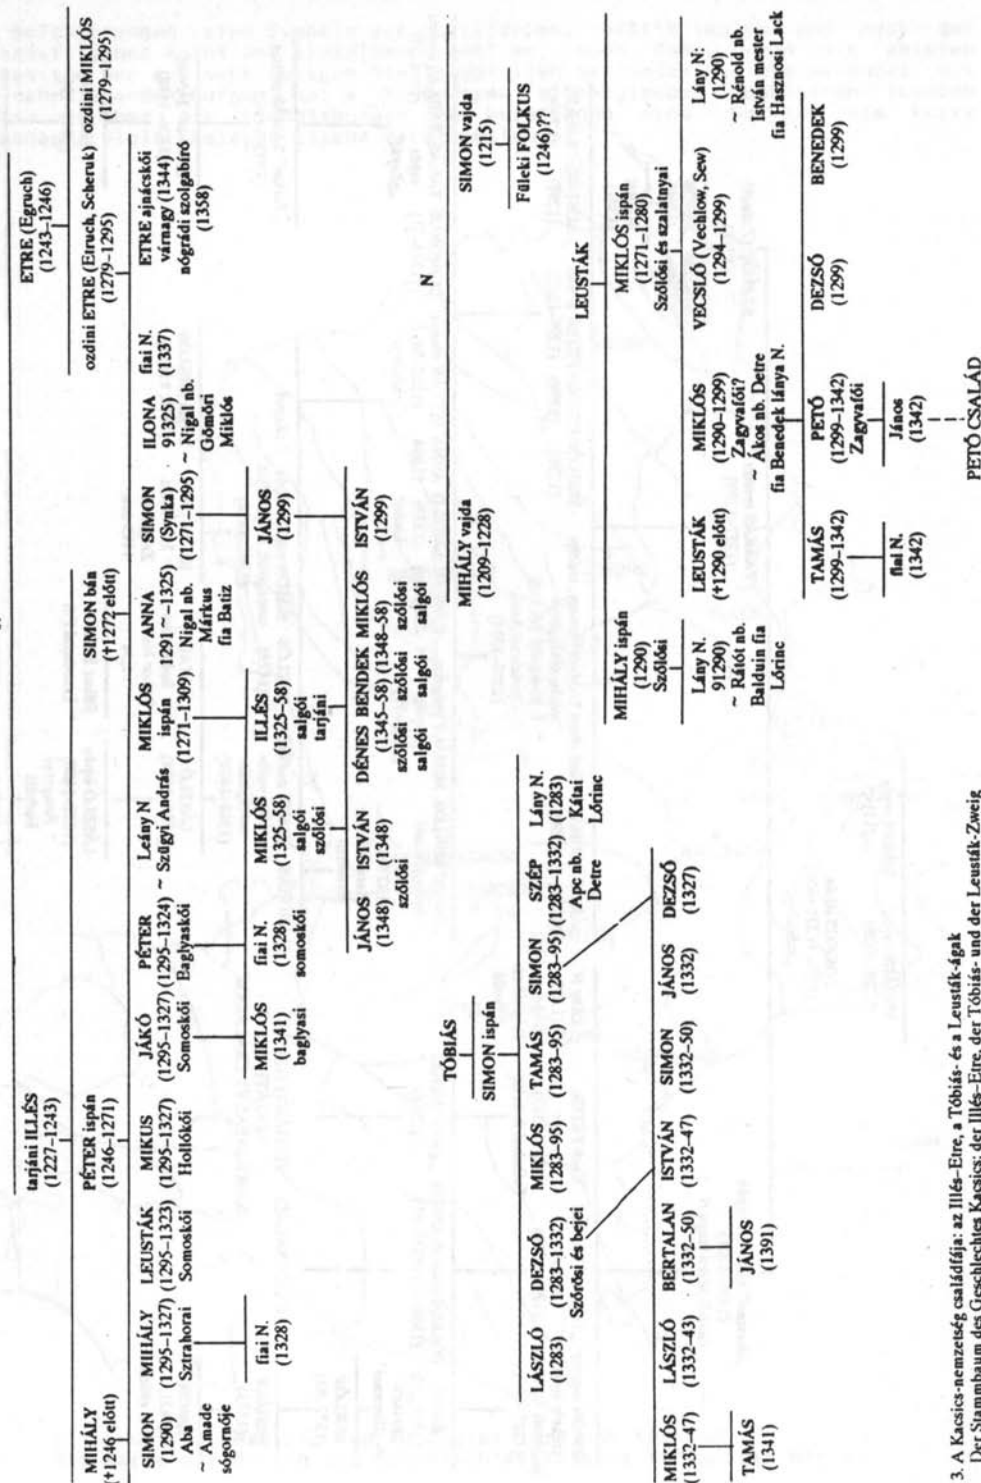 tarjáni ILLÉS
(1227–1243)
ETRE (Egruch)
(1243–1246)
MIHÁLY
(†1246 előtt)
PÉTER ispán
(1246–1271)
SIMON bán
(†1272 előtt)
ozdini ETRE (Etruch, Scheruk)
(1279–1295)
ozdini MIKLÓS
(1279–1295)
SIMON
(1290)
Aba
~ Amade
sógornője
MIHÁLY
(1295–1327)
Sztrahorai
LEUSTÁK
(1295–1323)
Somoskői
MIKUS
(1295–1327)
Hollókői
JÁKÓ
(1295–1327)
Somoskői
PÉTER
(1295–1324)
Baglyaskői
Leány N
~ Szügyi András
MIKLÓS
ispán
(1271–1309)
ANNA
1291 ~ –1325)
Nigal nb.
Márkus
fia Batiz
SIMON
(Synka)
(1271–1295)
ILONA
91325)
~ Nigal nb.
Gömöri
Miklós
fiai N.
(1337)
ETRE ajnácskői
várnagy (1344)
nógrádi szolgabíró
(1358)
fiai N.
(1328)
MIKLÓS
(1341)
baglyasi
fiai N.
(1328)
somoskői
MIKLÓS
(1325–58)
salgói
szőlősi
ILLÉS
(1325–58)
salgói
tarjáni
JÁNOS
(1299)
JÁNOS
(1348)
ISTVÁN
(1348)
szőlősi
DÉNES
szőlősi
salgói
BENDEK
(1345–58)
szőlősi
salgói
MIKLÓS
(1348–58)
szőlősi
salgói
ISTVÁN
(1299)
N
MIHÁLY vajda
(1209–1228)
SIMON vajda
(1215)
Füleki FOLKUS
(1246)??
TÓBIÁS
SIMON ispán
LÁSZLÓ
(1283)
DEZSŐ
(1283–1332)
Szőrősi és bejei
MIKLÓS
(1283–95)
TAMÁS
(1283–95)
SIMON
(1283–95)
SZÉP
(1283–1332)
Apc nb.
Detre
Lány N.
(1283)
Kátai
Lőrinc
MIKLÓS
(1332–47)
LÁSZLÓ
(1332–43)
BERTALAN
(1332–50)
ISTVÁN
(1332–47)
SIMON
(1332–50)
JÁNOS
(1332)
DEZSŐ
(1327)
TAMÁS
(1341)
JÁNOS
(1391)
LEUSTÁK
MIHÁLY ispán
(1290)
Szőlősi
MIKLÓS ispán
(1271–1280)
Szőlősi és szalatnyai
Lány N.
91290)
~ Rátót nb.
Balduin fia
Lőrinc
LEUSTÁK
(+1290 előtt)
MIKLÓS
(1290–1299)
Zagyvafői?
~ Ákos nb. Detre
fia Benedek lánya N.
VECSLÓ (Vechlow, Sew)
(1294–1299)
Lány N:
(1290)
~ Rénold nb.
István mester
fia Hasznosi Lack
TAMÁS
(1299–1342)
PETŐ
(1299–1342)
Zagyvafői
DEZSŐ
(1299)
BENEDEK
(1299)
fiai N.
(1342)
János
(1342)
PETŐ CSALÁD
3. A Kacsics-nemzetség családfája: az Illés–Etre, a Tóbiás- és a Leusták-ágak
Der Stammbaum des Geschlechtes Kacsics: der Illés–Etre, der Tóbiás- und der Leusták-Zweig